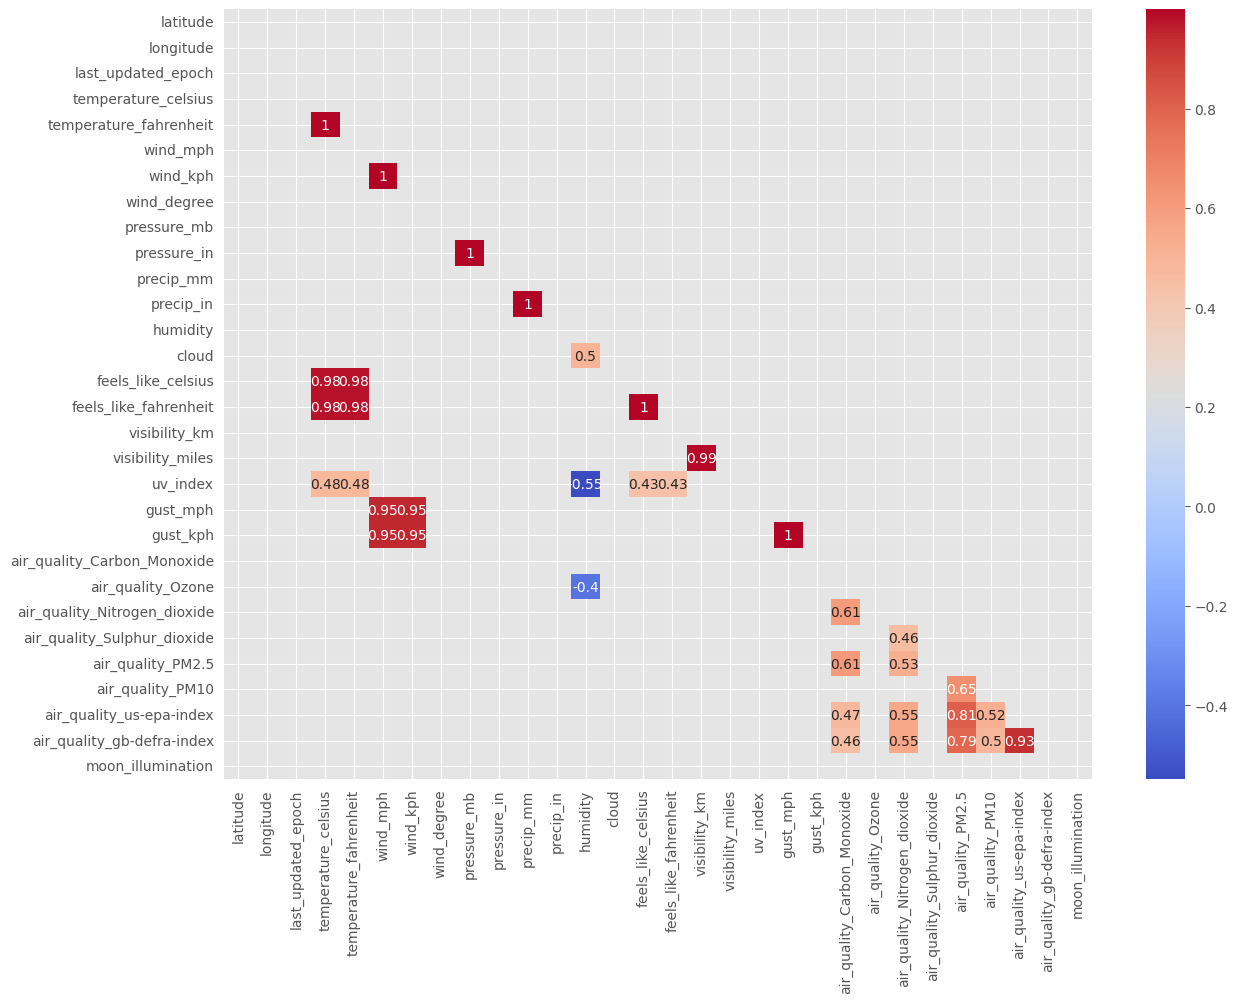 latitude
longitude
last_updated_epoch
temperature_celsius
temperature_fahrenheit 1
wind_mph
wind_kph 1
wind_degree
pressure_mb
pressure_in 1
precip_mm
precip_in 1
humidity
cloud 0.5
feels_like_celsius 0.98 0.98
feels_like_fahrenheit 0.98 0.98 1
visibility_km
visibility_miles 0.99
uv_index 0.48 0.48 -0.55 0.43 0.43
gust_mph 0.95 0.95
gust_kph 0.95 0.95 1
air_quality_Carbon_Monoxide
air_quality_Ozone -0.4
air_quality_Nitrogen_dioxide 0.61
air_quality_Sulphur_dioxide 0.46
air_quality_PM2.5 0.61 0.53
air_quality_PM10 0.65
air_quality_us-epa-index 0.47 0.55 0.81 0.52
air_quality_gb-defra-index 0.46 0.55 0.79 0.5 0.93
moon_illumination
latitude
longitude
last_updated_epoch
temperature_celsius
temperature_fahrenheit
wind_mph
wind_kph
wind_degree
pressure_mb
pressure_in
precip_mm
precip_in
humidity
cloud
feels_like_celsius
feels_like_fahrenheit
visibility_km
visibility_miles
uv_index
gust_mph
gust_kph
air_quality_Carbon_Monoxide
air_quality_Ozone
air_quality_Nitrogen_dioxide
air_quality_Sulphur_dioxide
air_quality_PM2.5
air_quality_PM10
air_quality_us-epa-index
air_quality_gb-defra-index
moon_illumination
0.8
0.6
0.4
0.2
0.0
−0.2
−0.4